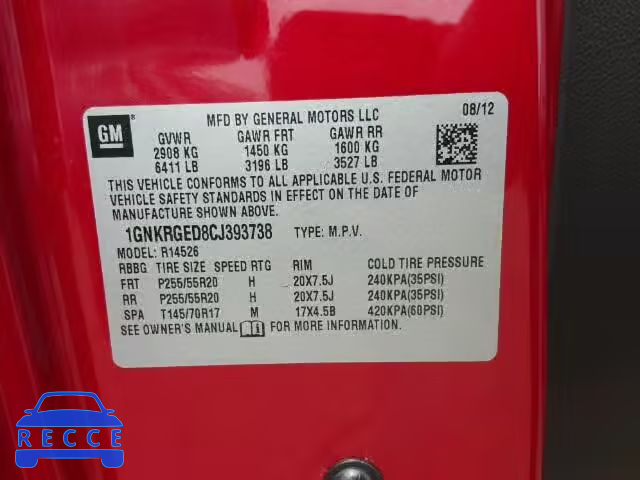 GM
®
MFD BY GENERAL MOTORS LLC 08/12
GVWR GAWR FRT GAWR RR
2908 KG 1450 KG 1600 KG
6411 LB 3196 LB 3527 LB
THIS VEHICLE CONFORMS TO ALL APPLICABLE U.S. FEDERAL MOTOR
VEHICLE SAFETY STANDARDS IN EFFECT ON THE DATE OF
MANUFACTURE SHOWN ABOVE.
1GNKRGED8CJ393738 TYPE: M.P.V.
MODEL: R14526
RBBG TIRE SIZE SPEED RTG RIM COLD TIRE PRESSURE
FRT P255/55R20 H 20X7.5J 240KPA(35PSI)
RR P255/55R20 H 20X7.5J 240KPA(35PSI)
SPA T145/70R17 M 17X4.5B 420KPA(60PSI)
SEE OWNER'S MANUAL FOR MORE INFORMATION.
RECCE